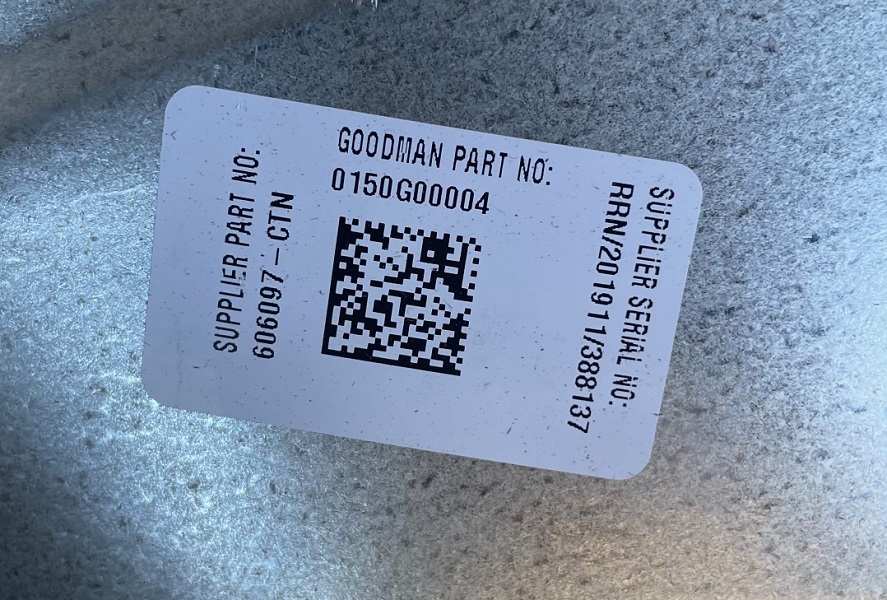 GOODMAN PART NO:
0150G00004
SUPPLIER PART NO:
606097-CTN
SUPPLIER SERIAL NO:
RRN/201911/388137